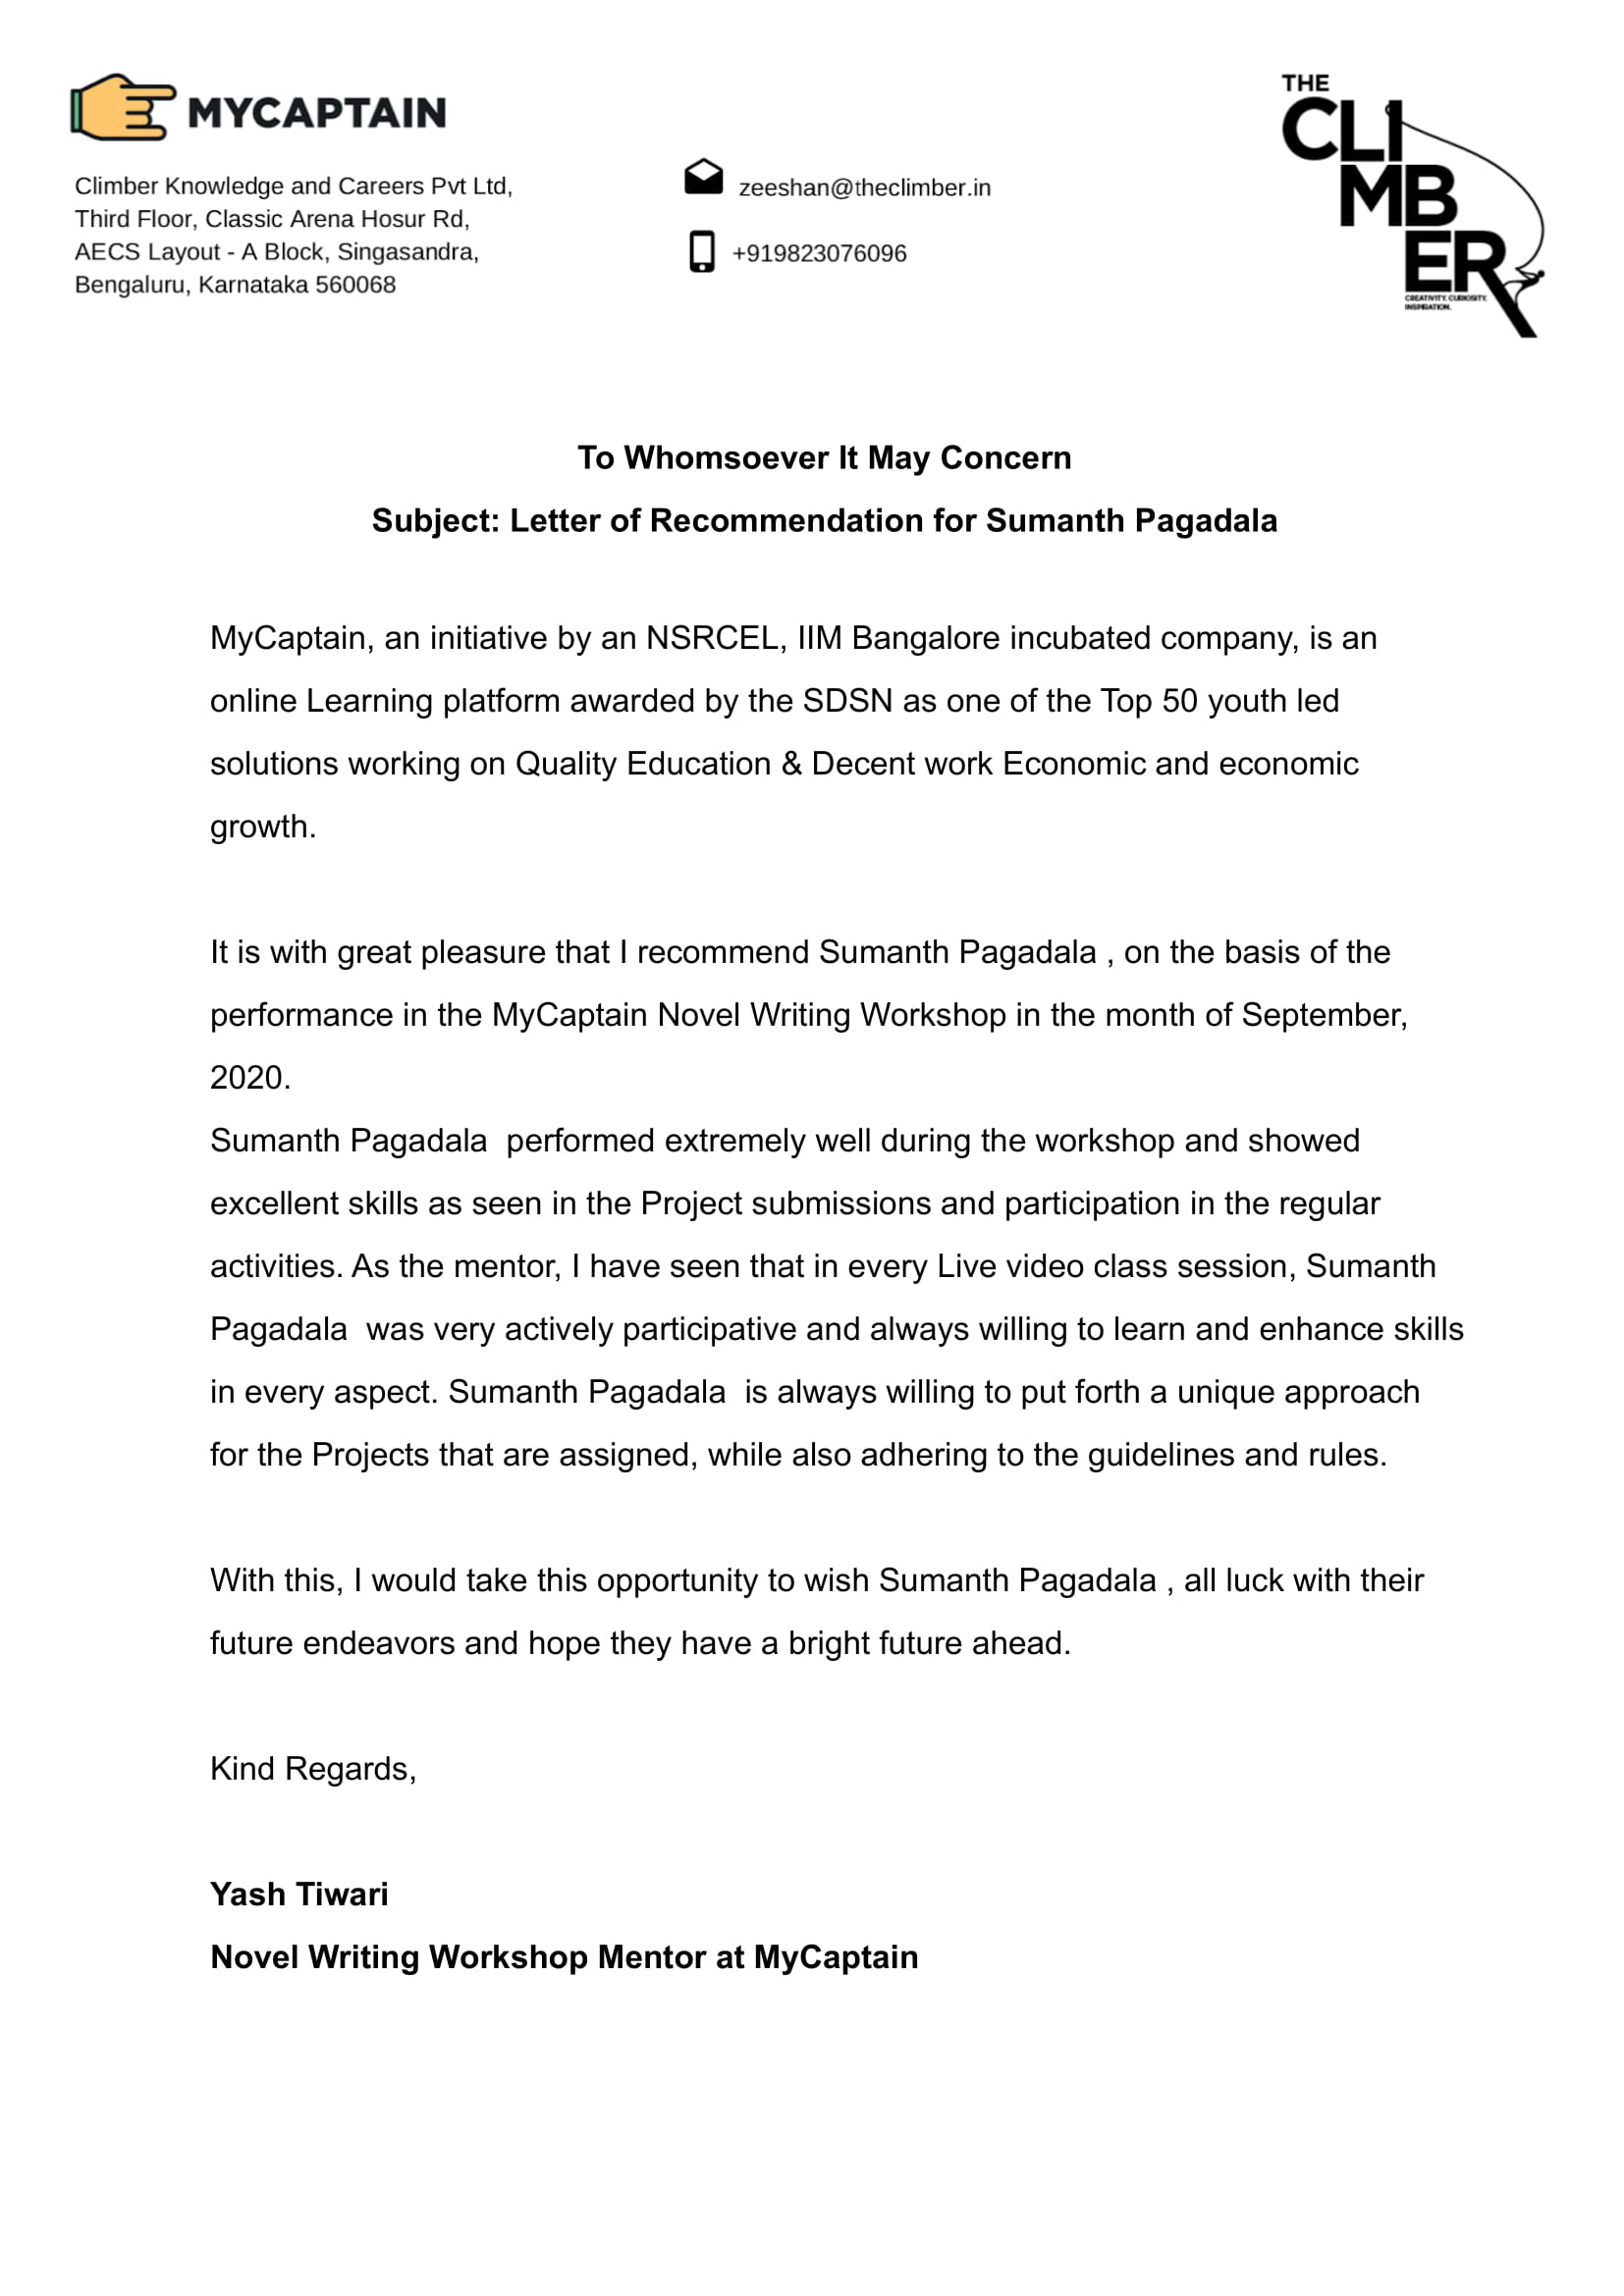 MYCAPTAIN
Climber Knowledge and Careers Pvt Ltd,
Third Floor, Classic Arena Hosur Rd,
AECS Layout - A Block, Singasandra,
Bengaluru, Karnataka 560068
zeeshan@theclimber.in
+919823076096
THE
CLI
MB
ER
CREATIVITY. CURIOSITY.
INSPIRATION.
To Whomsoever It May Concern
Subject: Letter of Recommendation for Sumanth Pagadala
MyCaptain, an initiative by an NSRCEL, IIM Bangalore incubated company, is an
online Learning platform awarded by the SDSN as one of the Top 50 youth led
solutions working on Quality Education & Decent work Economic and economic
growth.
It is with great pleasure that I recommend Sumanth Pagadala , on the basis of the
performance in the MyCaptain Novel Writing Workshop in the month of September,
2020.
Sumanth Pagadala  performed extremely well during the workshop and showed
excellent skills as seen in the Project submissions and participation in the regular
activities. As the mentor, I have seen that in every Live video class session, Sumanth
Pagadala  was very actively participative and always willing to learn and enhance skills
in every aspect. Sumanth Pagadala  is always willing to put forth a unique approach
for the Projects that are assigned, while also adhering to the guidelines and rules.
With this, I would take this opportunity to wish Sumanth Pagadala , all luck with their
future endeavors and hope they have a bright future ahead.
Kind Regards,
Yash Tiwari
Novel Writing Workshop Mentor at MyCaptain